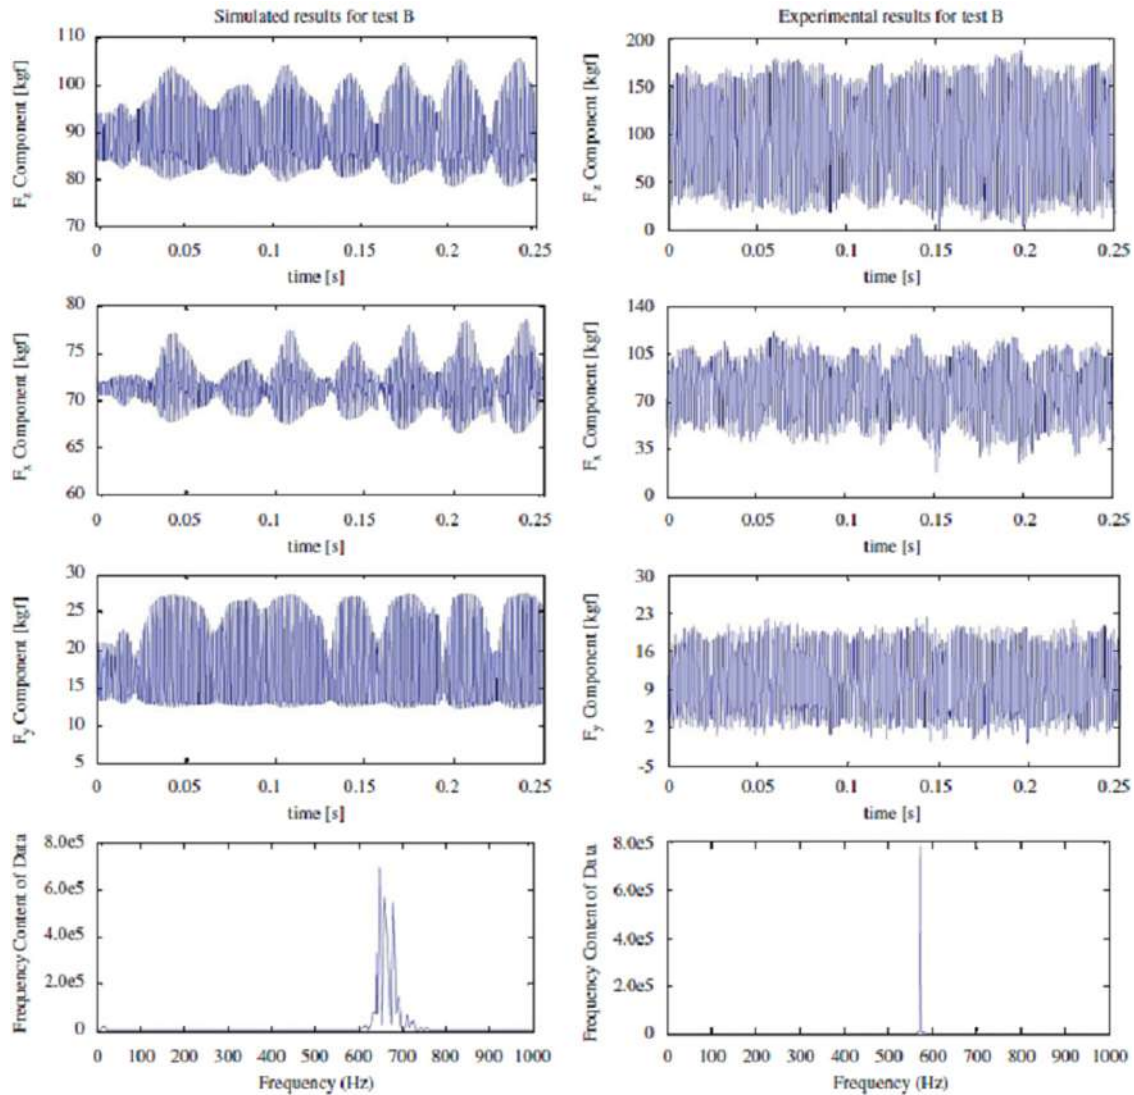 Simulated results for test B
110
100
90
80
70
F_z Component [kgf]
0 0.05 0.1 0.15 0.2 0.25
time [s]
80
75
70
65
60
F_x Component [kgf]
0 0.05 0.1 0.15 0.2 0.25
time [s]
30
25
20
15
10
5
F_y Component [kgf]
0 0.05 0.1 0.15 0.2 0.25
time [s]
8.0e5
6.0e5
4.0e5
2.0e5
0
Frequency Content of Data
0 100 200 300 400 500 600 700 800 900 1000
Frequency (Hz)
Experimental results for test B
200
150
100
50
0
F_z Component [kgf]
0 0.05 0.1 0.15 0.2 0.25
time [s]
140
105
70
35
0
F_x Component [kgf]
0 0.05 0.1 0.15 0.2 0.25
time [s]
30
23
16
9
2
-5
F_y Component [kgf]
0 0.05 0.1 0.15 0.2 0.25
time [s]
8.0e5
6.0e5
4.0e5
2.0e5
0
Frequency Content of Data
0 100 200 300 400 500 600 700 800 900 1000
Frequency (Hz)